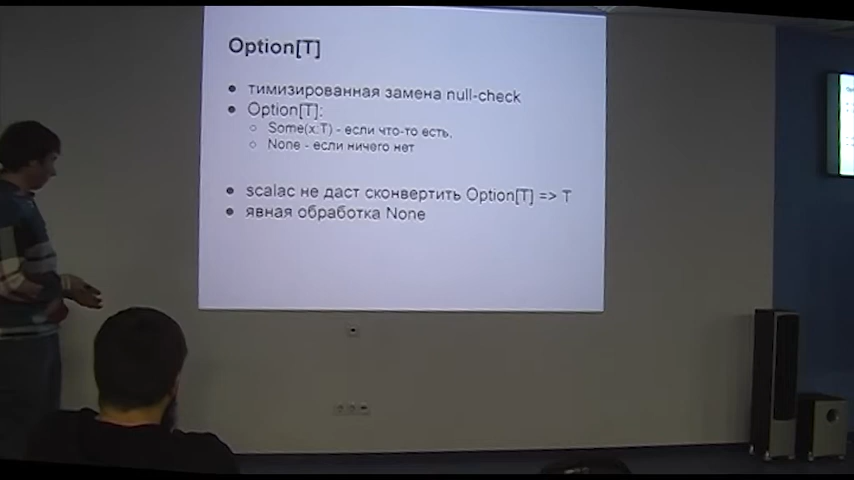 Option[T]
тимизированная замена null-check
Option[T]:
Some(x:T) - если что-то есть,
None - если ничего нет
scalac не даст сконвертить Option[T] => T
явная обработка None